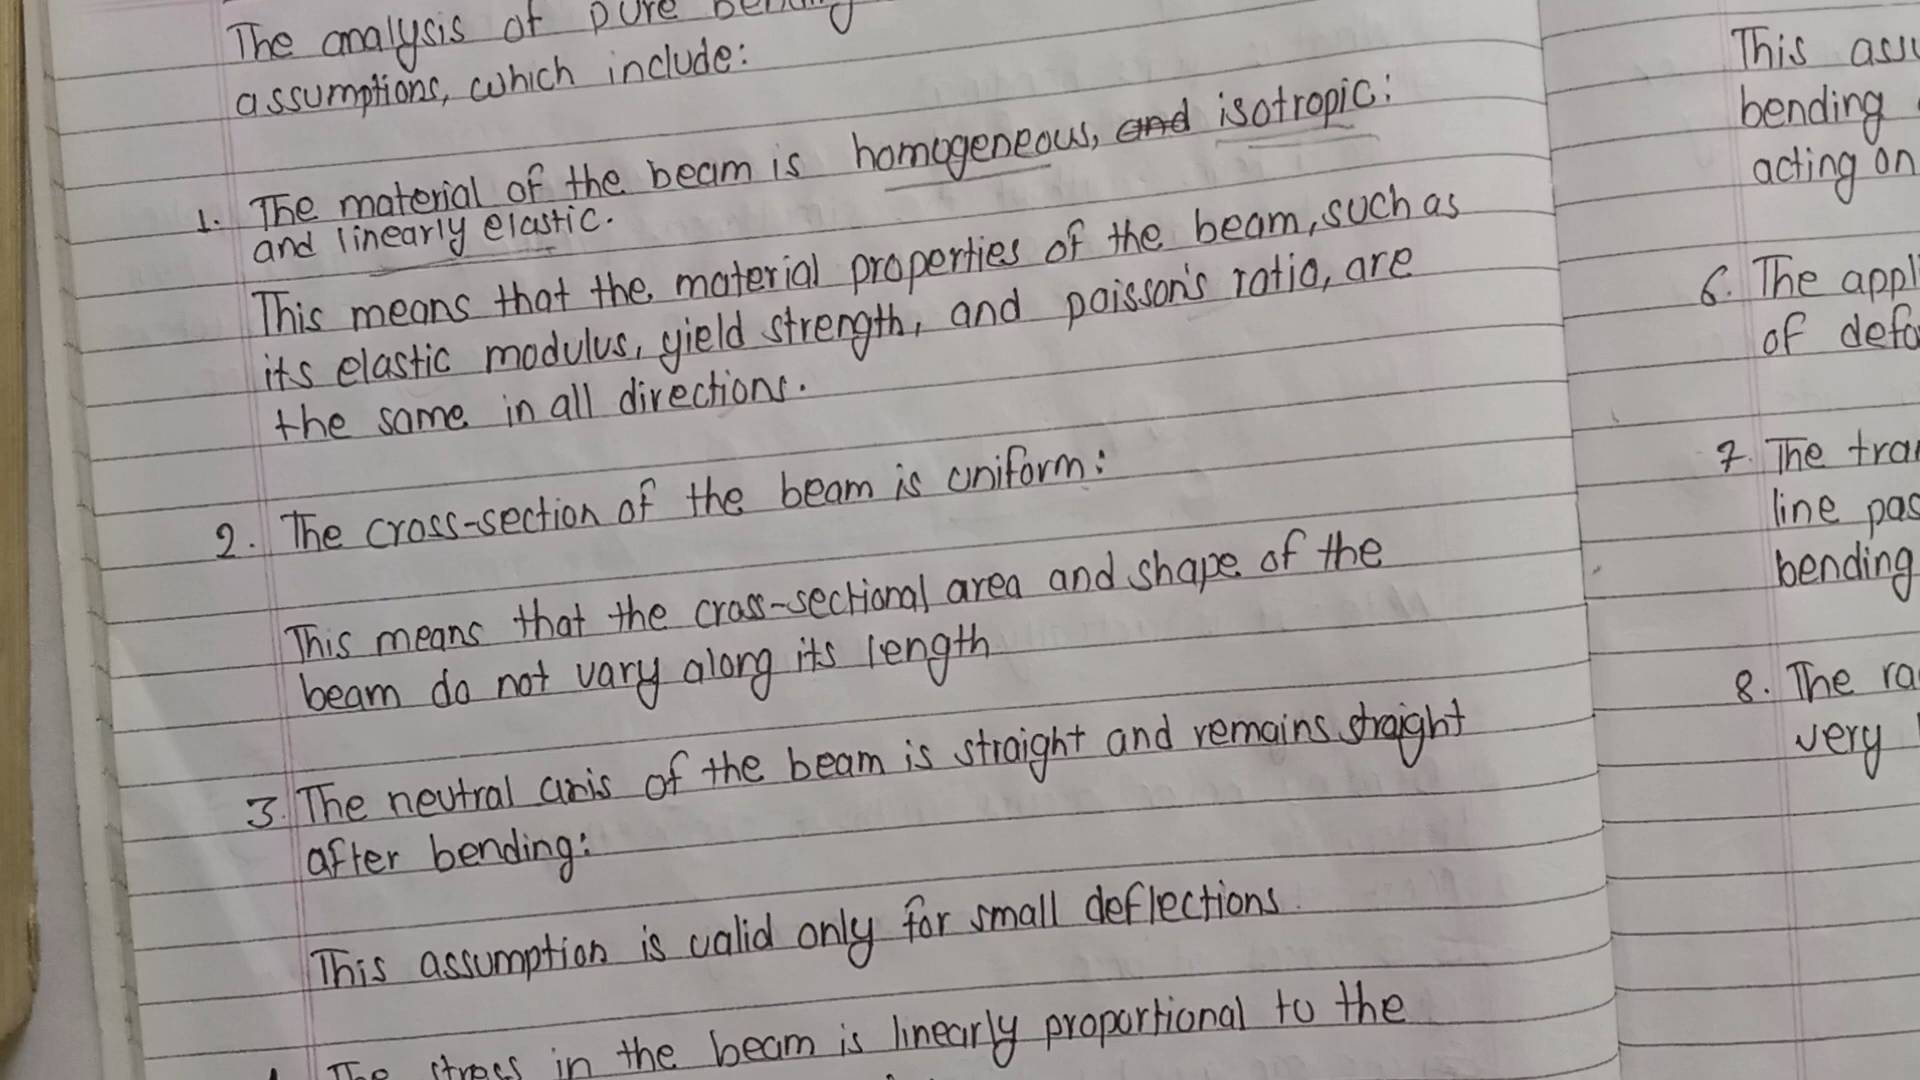 The analysis of pure bending
assumptions, which include:
1. The material of the beam is homogeneous, and isotropic:
and linearly elastic.
This means that the material properties of the beam, such as
its elastic modulus, yield strength, and poisson's ratio, are
the same in all directions.
2. The cross-section of the beam is uniform:
This means that the cross-sectional area and shape of the
beam do not vary along its length
3. The neutral axis of the beam is straight and remains straight
after bending:
This assumption is valid only for small deflections.
The stress in the beam is linearly proportional to the
This
bending
acting on
6. The
of
7. The
line
bending
8. The
very